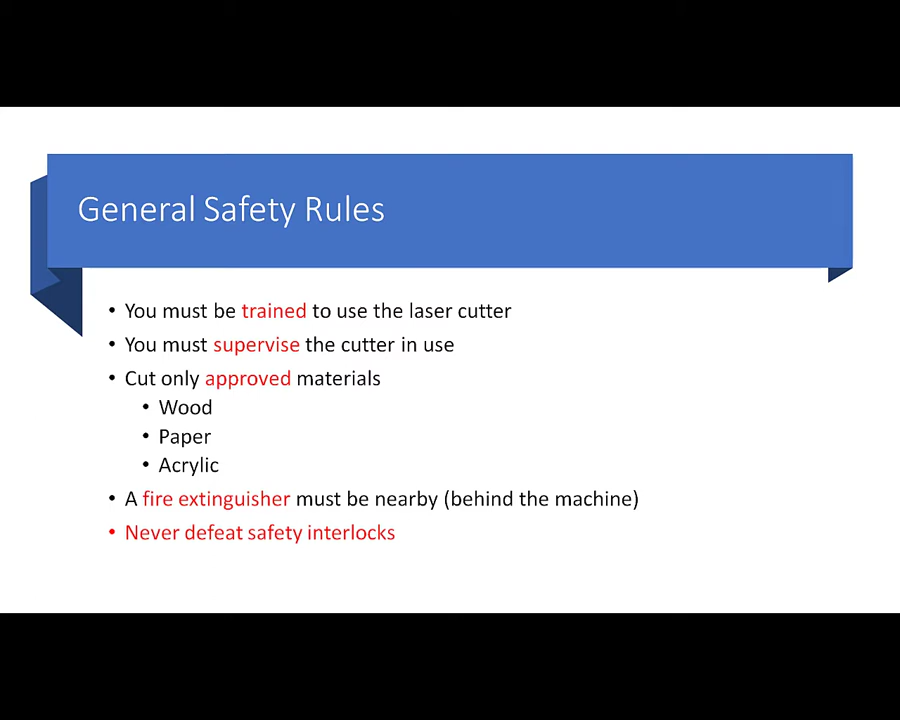 General Safety Rules
• You must be trained to use the laser cutter
• You must supervise the cutter in use
• Cut only approved materials
• Wood
• Paper
• Acrylic
• A fire extinguisher must be nearby (behind the machine)
• Never defeat safety interlocks